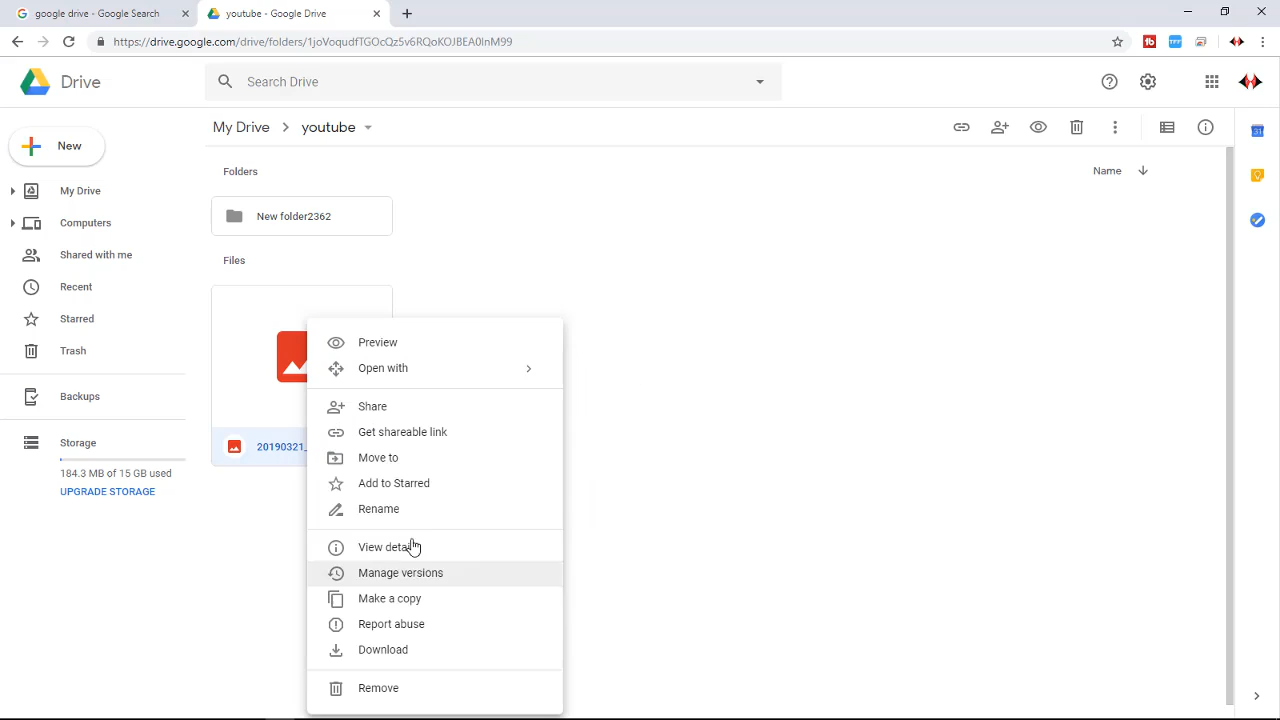 google drive - Google Search
youtube - Google Drive
https://drive.google.com/drive/folders/1joVoqudfTGOcQz5v6RQoKOJBEA0lnM99
fb
TFF
Drive
Search Drive
My Drive > youtube
New
Folders
Name
31
My Drive
New folder2362
Computers
Shared with me
Files
Recent
Starred
Trash
Preview
Open with
Backups
Share
Get shareable link
Storage
20190321_
Move to
184.3 MB of 15 GB used
Add to Starred
UPGRADE STORAGE
Rename
View
Manage versions
Make a copy
Report abuse
Download
Remove